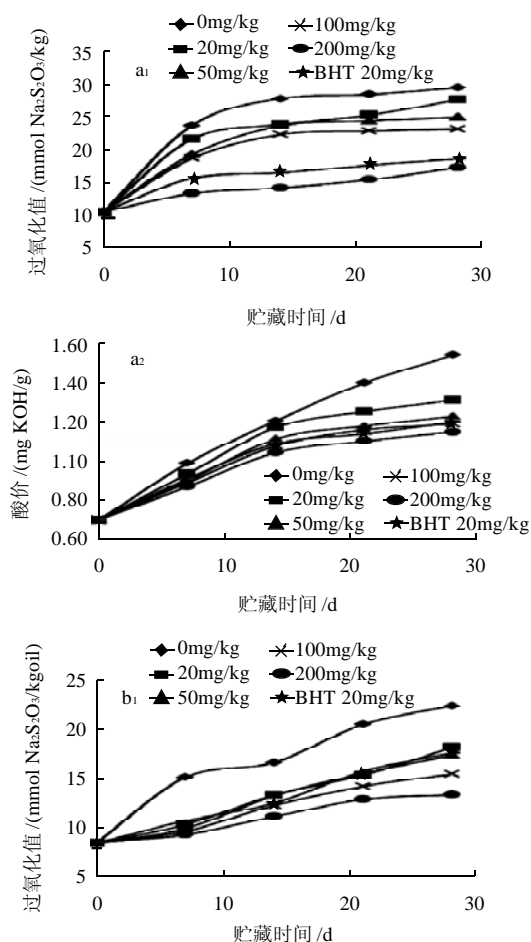 0mg/kg 100mg/kg
20mg/kg 200mg/kg
50mg/kg BHT 20mg/kg
a₁
过氧化值/(mmol Na₂S₂O₃/kg)
35
30
25
20
15
10
5
0 10 20 30
贮藏时间/d
a₂
酸价/(mg KOH/g)
1.60
1.40
1.20
1.10
0.80
0.60
0mg/kg 100mg/kg
20mg/kg 200mg/kg
50mg/kg BHT 20mg/kg
0 10 20 30
贮藏时间/d
0mg/kg 100mg/kg
20mg/kg 200mg/kg
50mg/kg BHT 20mg/kg
b₁
过氧化值/(mmol Na₂S₂O₃/kgoil)
25
20
15
10
5
0 10 20 30
贮藏时间/d